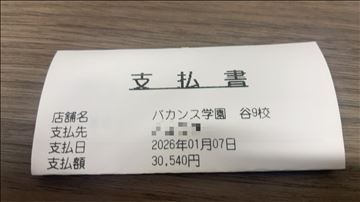 支払書
店舗名 バカンス学園 谷9校
支払先
支払日 2026年01月07日
支払額 30,540円